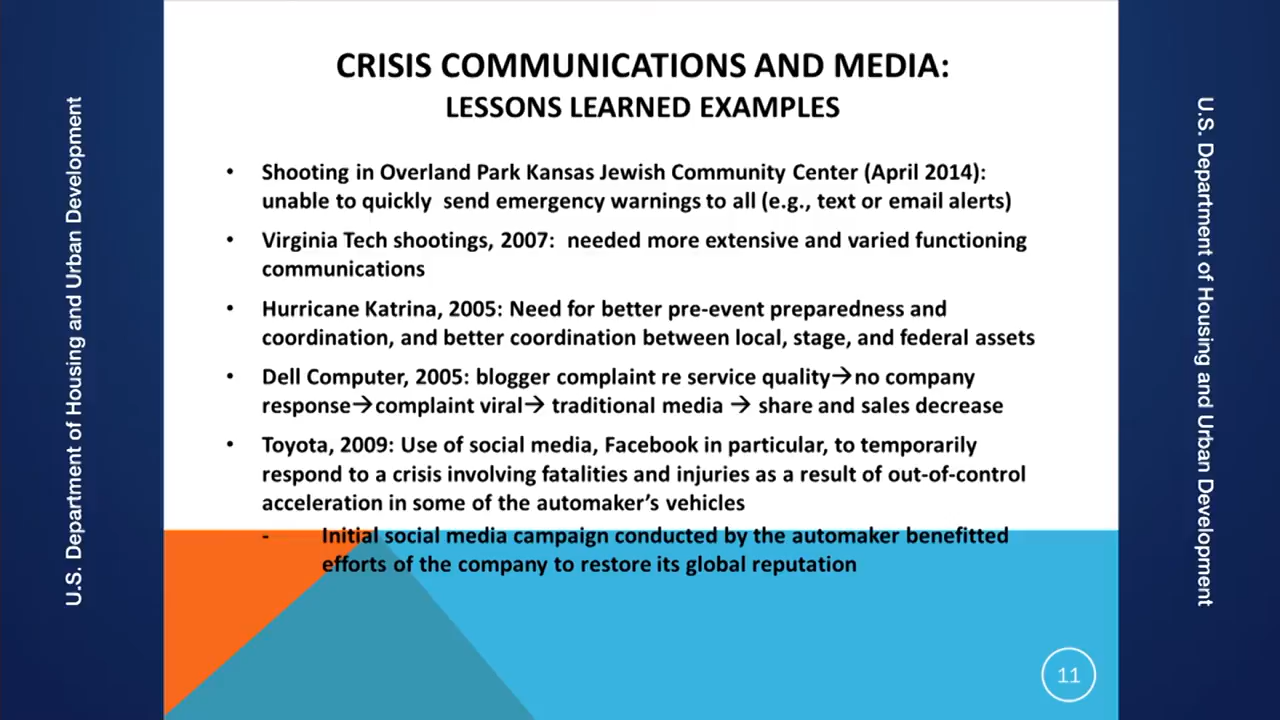 U.S. Department of Housing and Urban Development
CRISIS COMMUNICATIONS AND MEDIA:
LESSONS LEARNED EXAMPLES
• Shooting in Overland Park Kansas Jewish Community Center (April 2014):
unable to quickly  send emergency warnings to all (e.g., text or email alerts)
• Virginia Tech shootings, 2007:  needed more extensive and varied functioning
communications
• Hurricane Katrina, 2005: Need for better pre-event preparedness and
coordination, and better coordination between local, stage, and federal assets
• Dell Computer, 2005: blogger complaint re service quality→no company
response→complaint viral→ traditional media → share and sales decrease
• Toyota, 2009: Use of social media, Facebook in particular, to temporarily
respond to a crisis involving fatalities and injuries as a result of out-of-control
acceleration in some of the automaker’s vehicles
- Initial social media campaign conducted by the automaker benefitted
efforts of the company to restore its global reputation
11
U.S. Department of Housing and Urban Development